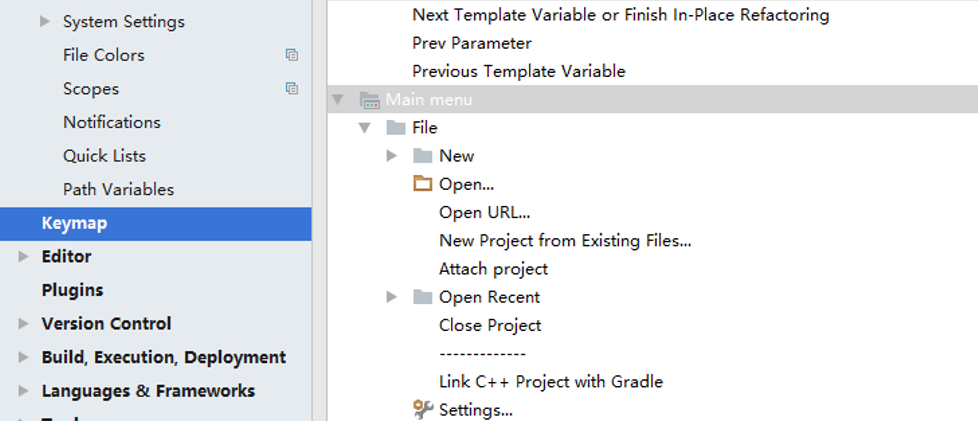 System Settings
File Colors
Scopes
Notifications
Quick Lists
Path Variables
Keymap
Editor
Plugins
Version Control
Build, Execution, Deployment
Languages & Frameworks
Next Template Variable or Finish In-Place Refactoring
Prev Parameter
Previous Template Variable
Main menu
File
New
Open...
Open URL...
New Project from Existing Files...
Attach project
Open Recent
Close Project
-------------
Link C++ Project with Gradle
Settings...